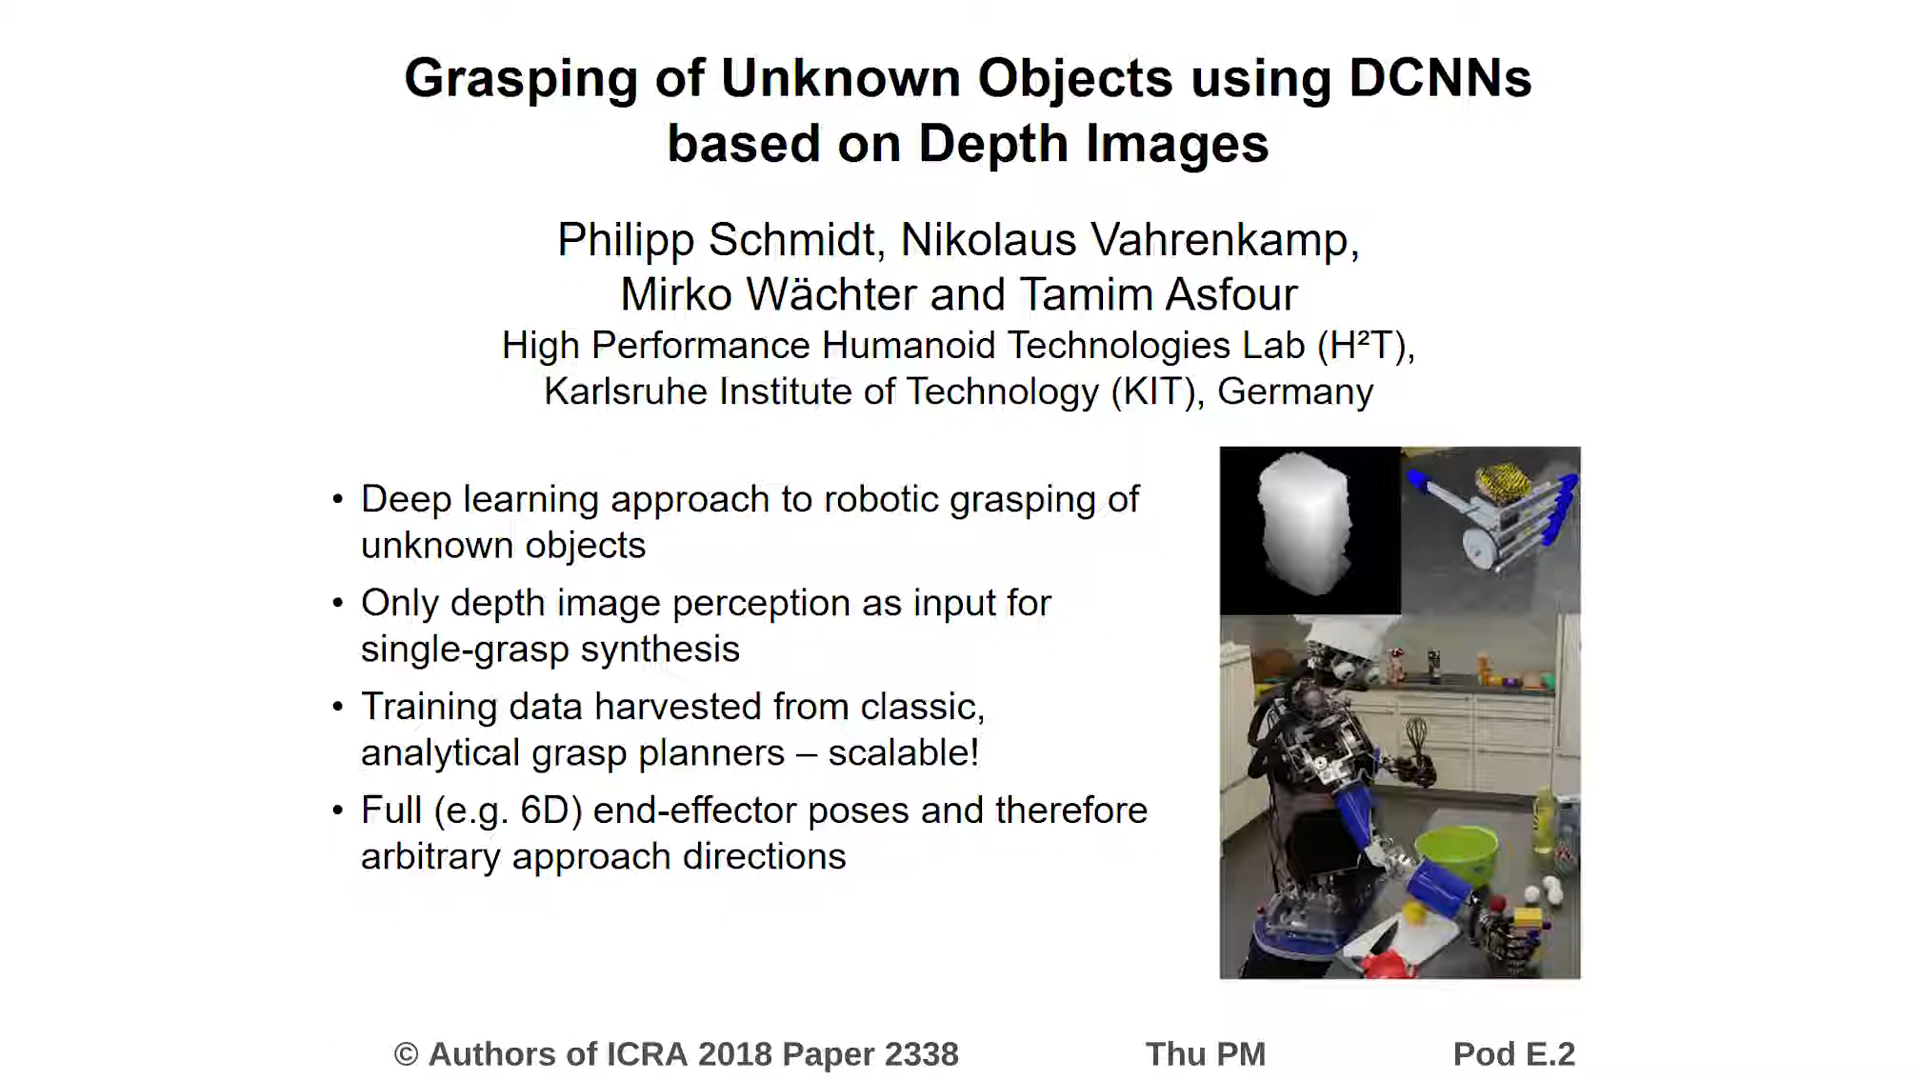 Grasping of Unknown Objects using DCNNs
based on Depth Images
Philipp Schmidt, Nikolaus Vahrenkamp,
Mirko Wächter and Tamim Asfour
High Performance Humanoid Technologies Lab (H²T),
Karlsruhe Institute of Technology (KIT), Germany
• Deep learning approach to robotic grasping of
unknown objects
• Only depth image perception as input for
single-grasp synthesis
• Training data harvested from classic,
analytical grasp planners – scalable!
• Full (e.g. 6D) end-effector poses and therefore
arbitrary approach directions
© Authors of ICRA 2018 Paper 2338 Thu PM Pod E.2